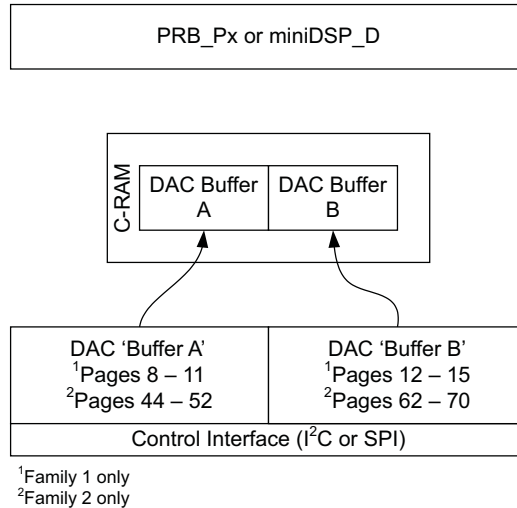 PRB_Px or miniDSP_D
C-RAM
DAC Buffer
A
DAC Buffer
B
DAC 'Buffer A'
¹Pages 8 – 11
²Pages 44 – 52
DAC 'Buffer B'
¹Pages 12 – 15
²Pages 62 – 70
Control Interface (I²C or SPI)
¹Family 1 only
²Family 2 only